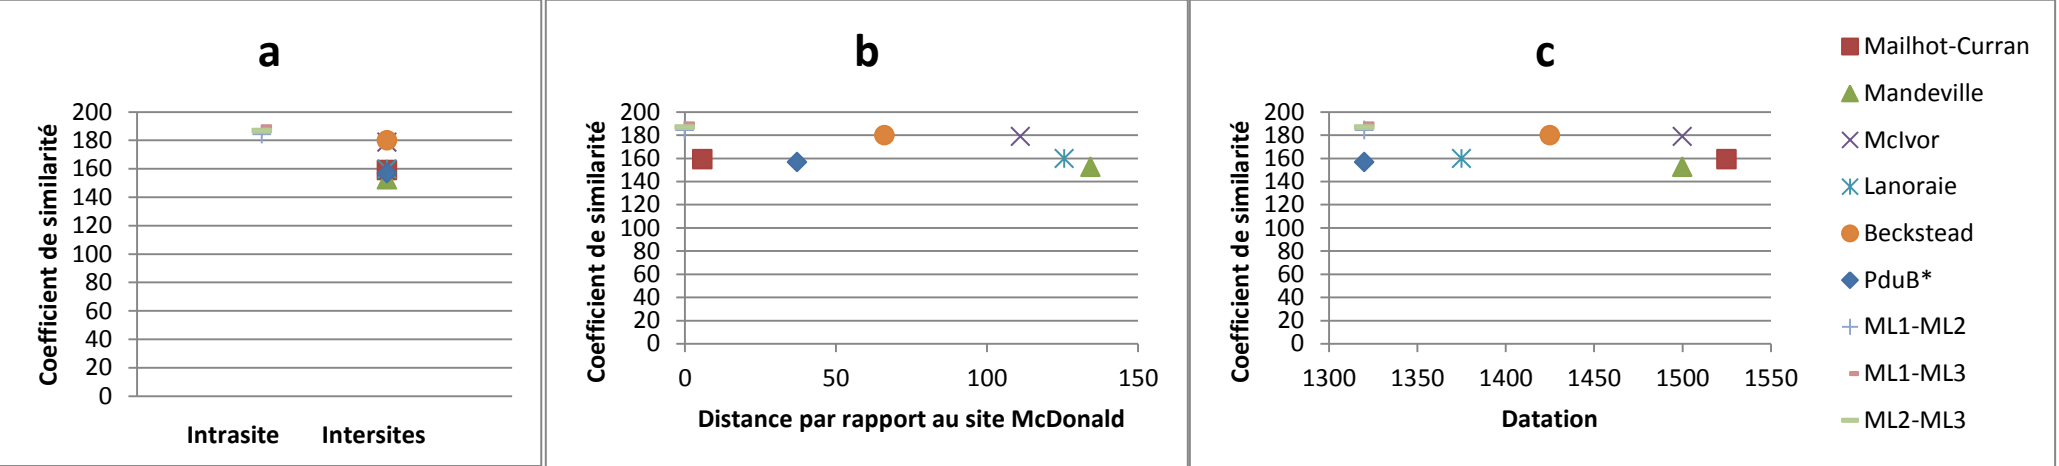 a
Coefficient de similarité
200
180
160
140
120
100
80
60
40
20
0
Intrasite Intersites
b
Coefficient de similarité
200
180
160
140
120
100
80
60
40
20
0
0 50 100 150
Distance par rapport au site McDonald
c
Coefficient de similarité
200
180
160
140
120
100
80
60
40
20
0
1300 1350 1400 1450 1500 1550
Datation
Mailhot-Curran
Mandeville
McIvor
Lanoraie
Beckstead
PduB*
ML1-ML2
ML1-ML3
ML2-ML3